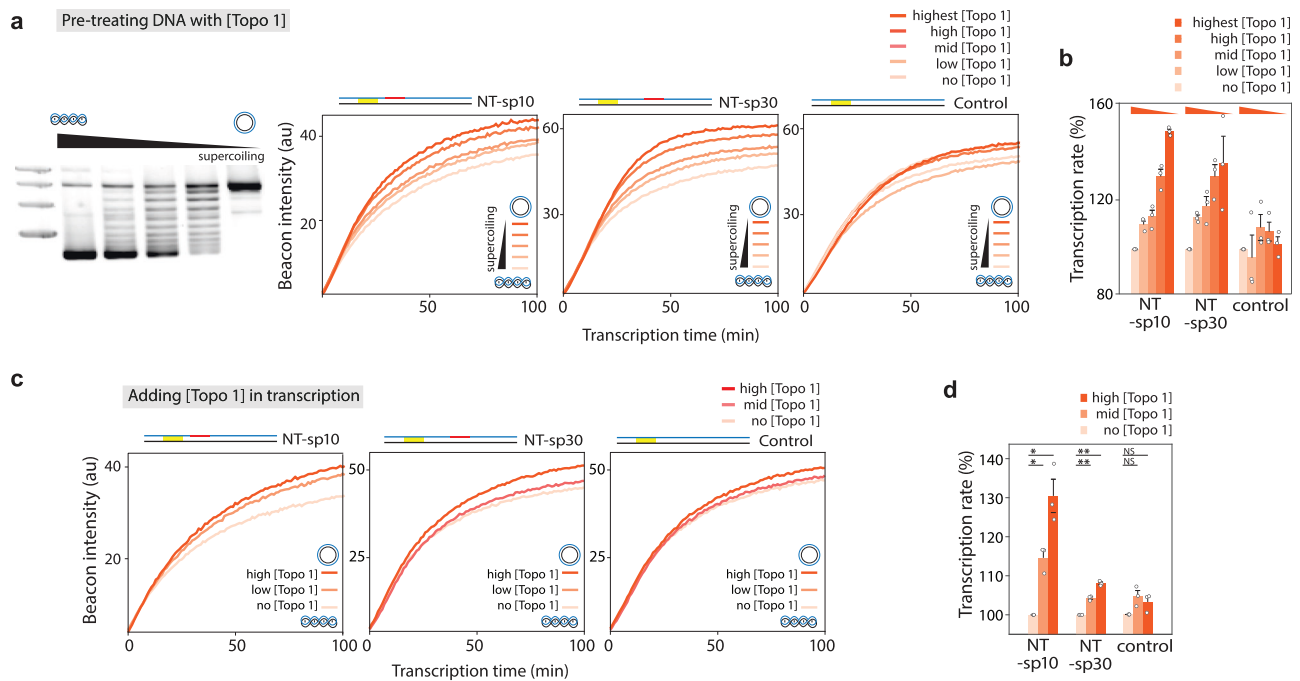 a
Pre-treating DNA with [Topo 1]
highest [Topo 1]
high [Topo 1]
mid [Topo 1]
low [Topo 1]
no [Topo 1]
supercoiling
NT-sp10
NT-sp30
Control
Beacon intensity (au)
40
20
60
30
60
30
supercoiling
supercoiling
supercoiling
50
100
0
50
100
0
50
100
Transcription time (min)
b
highest [Topo 1]
high [Topo 1]
mid [Topo 1]
low [Topo 1]
no [Topo 1]
Transcription rate (%)
160
120
80
NT
-sp10
NT
-sp30
control
c
Adding [Topo 1] in transcription
high [Topo 1]
mid [Topo 1]
no [Topo 1]
NT-sp10
NT-sp30
Control
Beacon intensity (au)
40
20
50
25
50
25
high [Topo 1]
low [Topo 1]
no [Topo 1]
high [Topo 1]
low [Topo 1]
no [Topo 1]
high [Topo 1]
low [Topo 1]
no [Topo 1]
0
50
100
0
50
100
0
50
100
Transcription time (min)
d
high [Topo 1]
mid [Topo 1]
no [Topo 1]
Transcription rate (%)
140
130
120
110
100
*
*
**
**
NS
NS
NT
-sp10
NT
-sp30
control